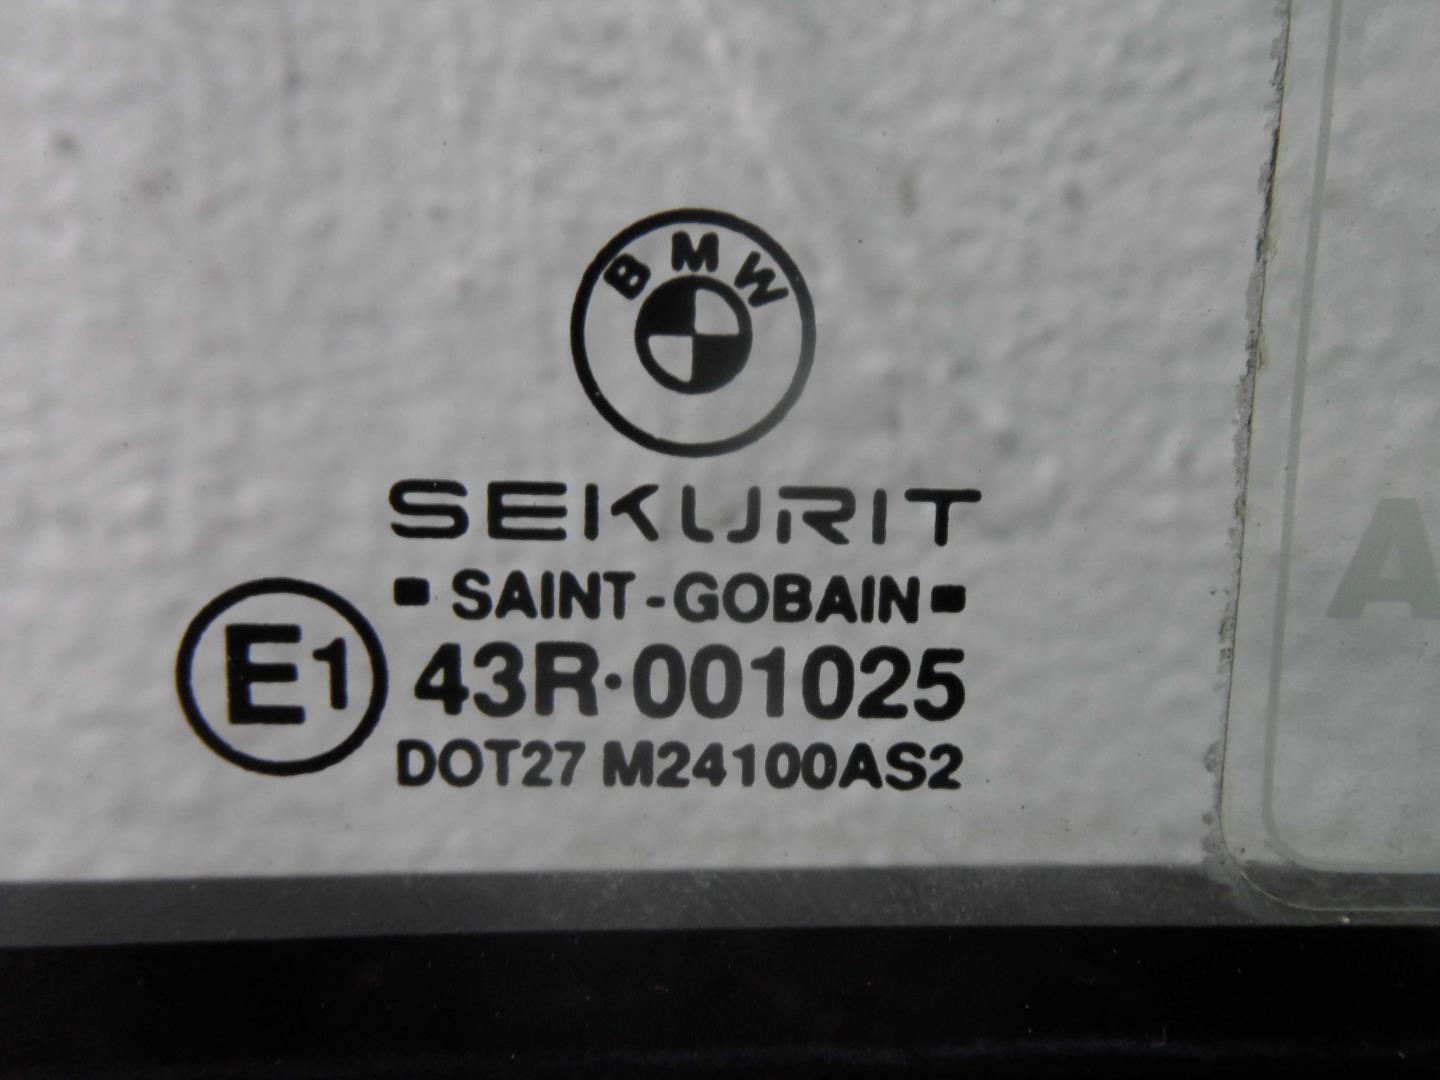 BMW
SEKURIT
SAINT-GOBAIN
E1
43R·001025
DOT27 M24100AS2
A